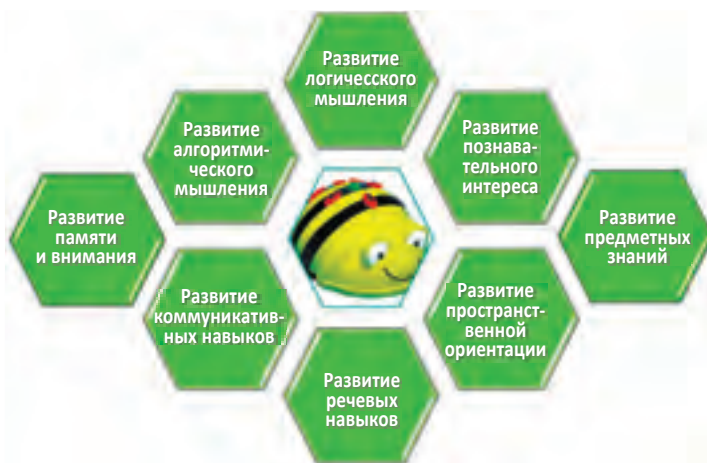 Развитие
логичесского
мышления
Развитие
алгоритми-
ческого
мышления
Развитие
познава-
тельного
интереса
Развитие
памяти
и внимания
Развитие
предметных
знаний
Развитие
коммуникатив-
ных навыков
Развитие
пространст-
венной
ориентации
Развитие
речевых
навыков